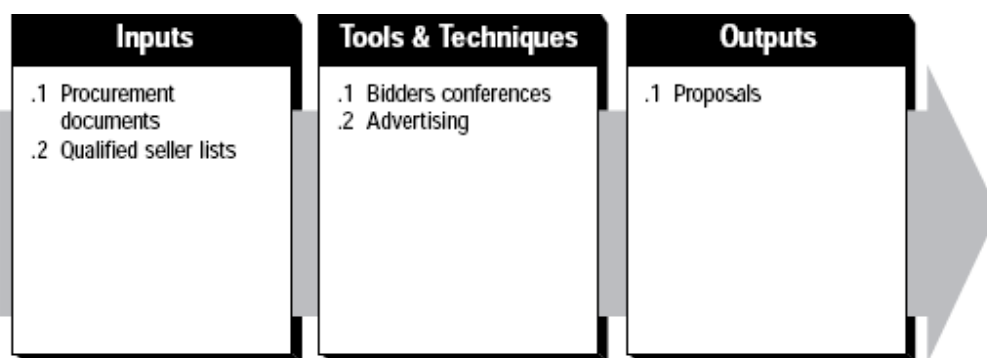 Inputs
.1 Procurement
documents
.2 Qualified seller lists
Tools & Techniques
.1 Bidders conferences
.2 Advertising
Outputs
.1 Proposals